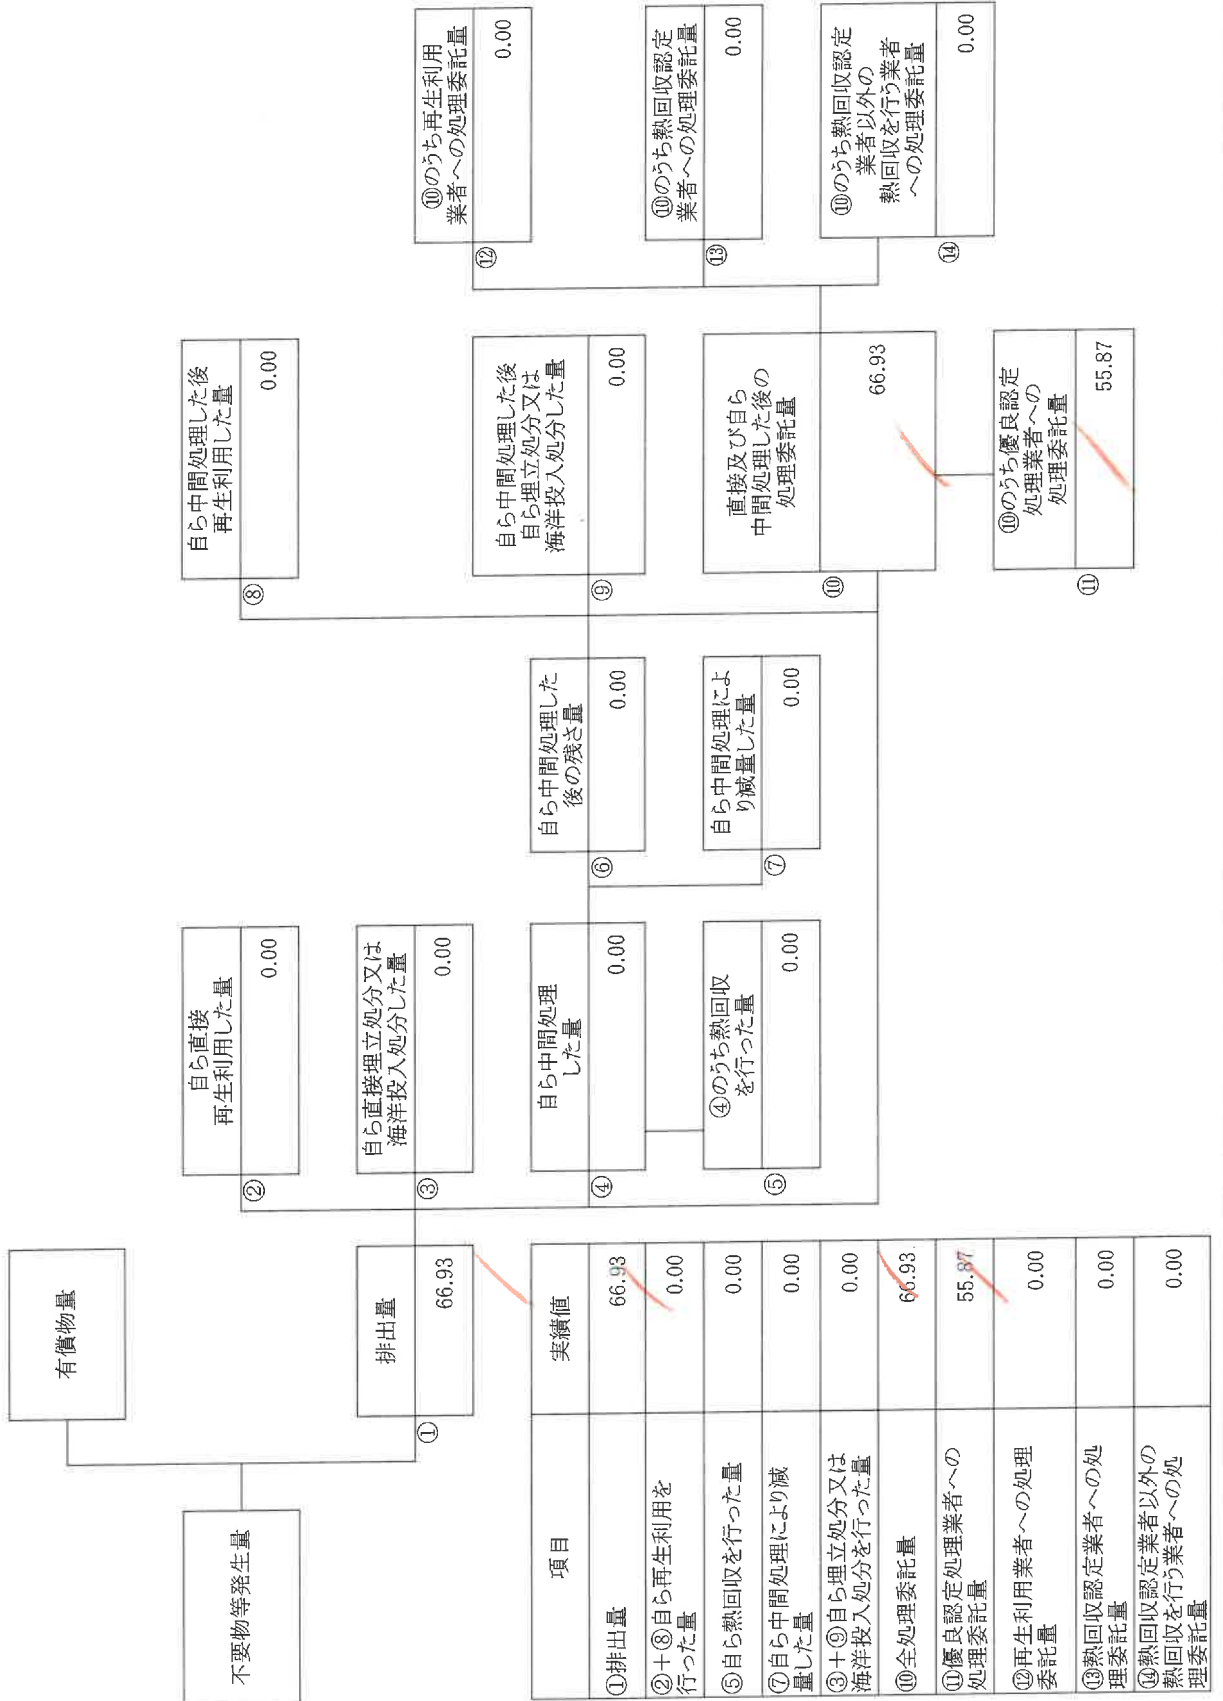 不要物等発生量
有償物量
排出量
①
66.93
自ら直接
再生利用した量
②
0.00
自ら直接埋立処分又は
海洋投入処分した量
③
0.00
自ら中間処理
した量
④
0.00
④のうち熱回収
を行った量
⑤
0.00
自ら中間処理した
後の残さ量
⑥
0.00
自ら中間処理によ
り減量した量
⑦
0.00
自ら中間処理した後
再生利用した量
⑧
0.00
自ら中間処理した後
自ら埋立処分又は
海洋投入処分した量
⑨
0.00
直接及び自ら
中間処理した後の
処理委託量
⑩
66.93
⑩のうち優良認定
処理業者への
処理委託量
⑪
55.87
⑩のうち再生利用
業者への処理委託量
⑫
0.00
⑩のうち熱回収認定
業者への処理委託量
⑬
0.00
⑩のうち熱回収認定
業者以外の
熱回収を行う業者
への処理委託量
⑭
0.00
項目 実績値
①排出量 66.93
②+⑧自ら再生利用を
行った量 0.00
⑤自ら熱回収を行った量 0.00
⑦自ら中間処理により減
量した量 0.00
③+⑨自ら埋立処分又は
海洋投入処分を行った量 0.00
⑩全処理委託量 66.93
⑪優良認定処理業者への
処理委託量 55.87
⑫再生利用業者への処理
委託量 0.00
⑬熱回収認定業者への処
理委託量 0.00
⑭熱回収認定業者以外の
熱回収を行う業者への処
理委託量 0.00